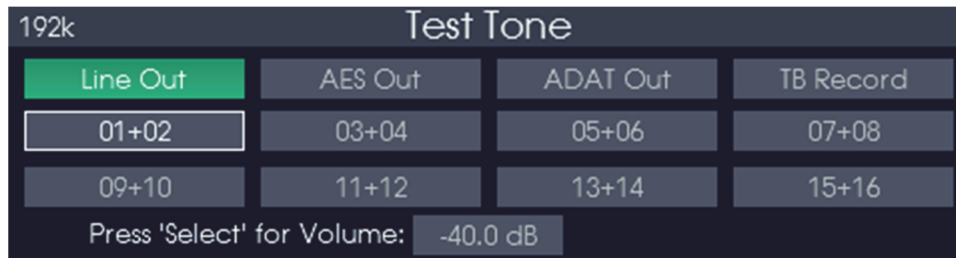 192k Test Tone
Line Out AES Out ADAT Out TB Record
01+02 03+04 05+06 07+08
09+10 11+12 13+14 15+16
Press 'Select' for Volume: -40.0 dB